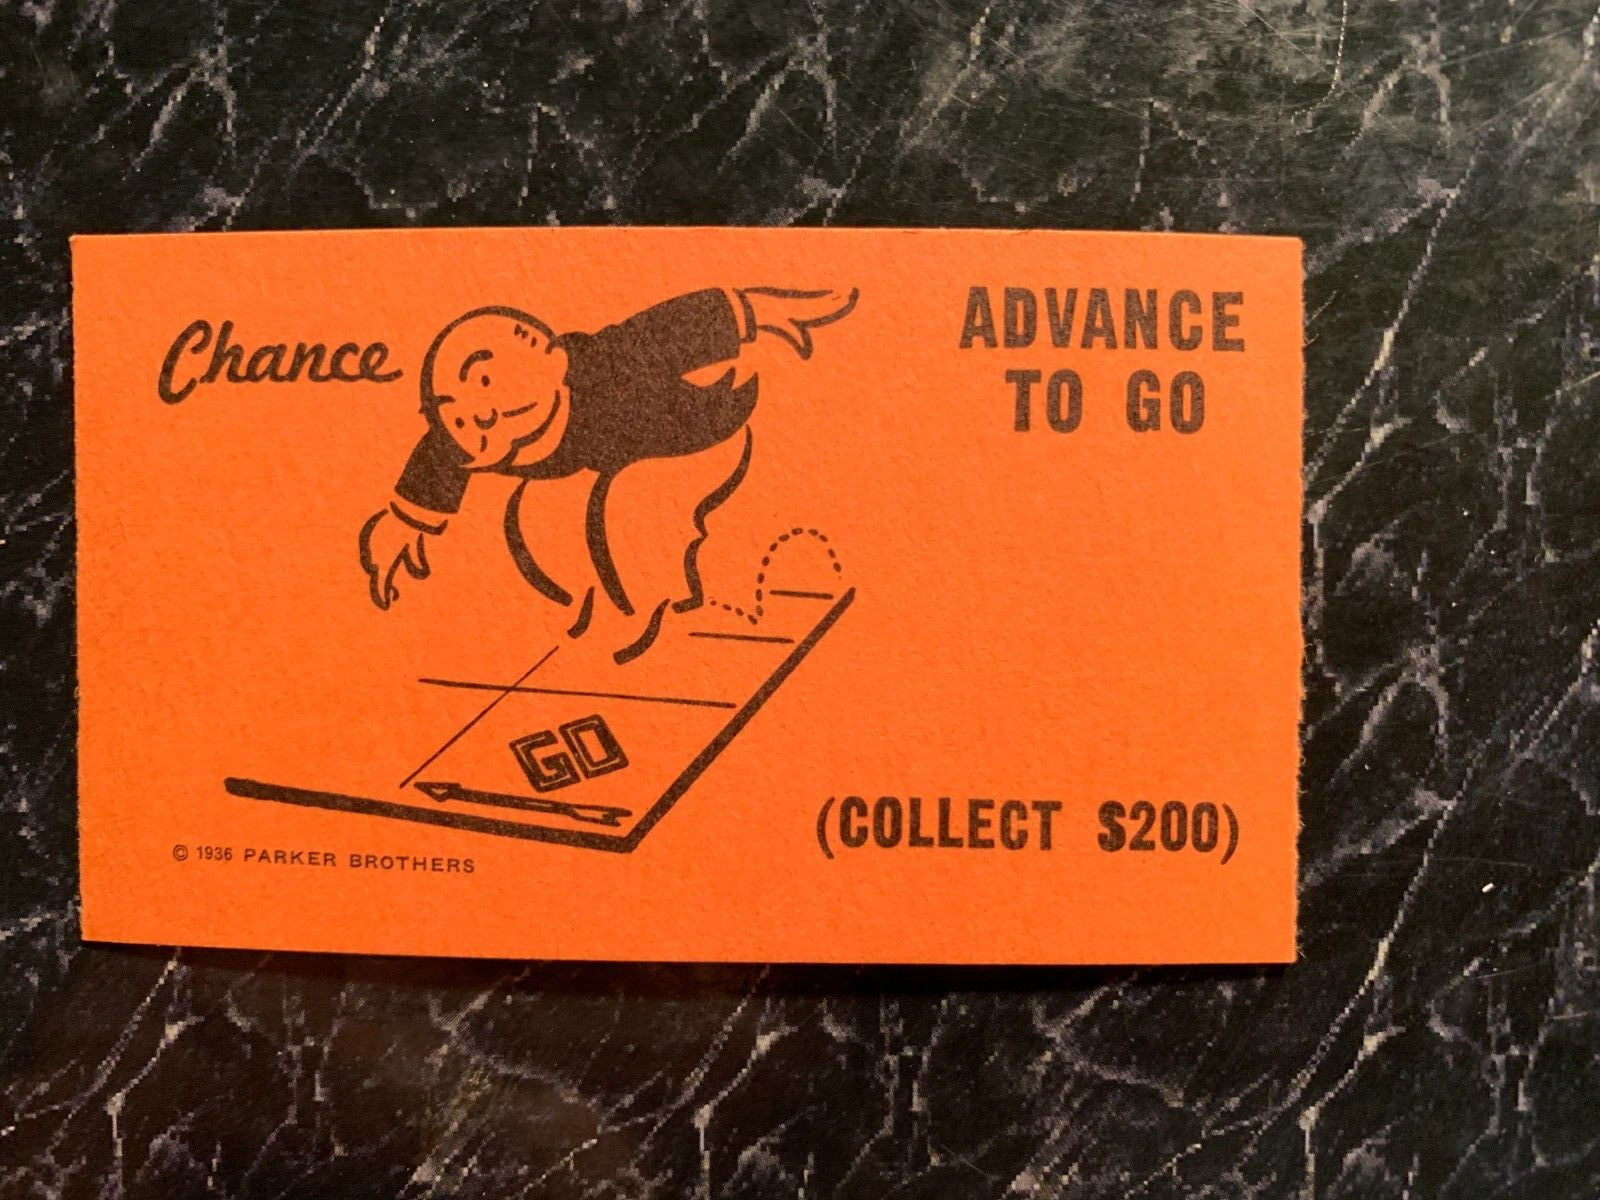 Chance
ADVANCE
TO GO
GO
(COLLECT $200)
© 1936 PARKER BROTHERS